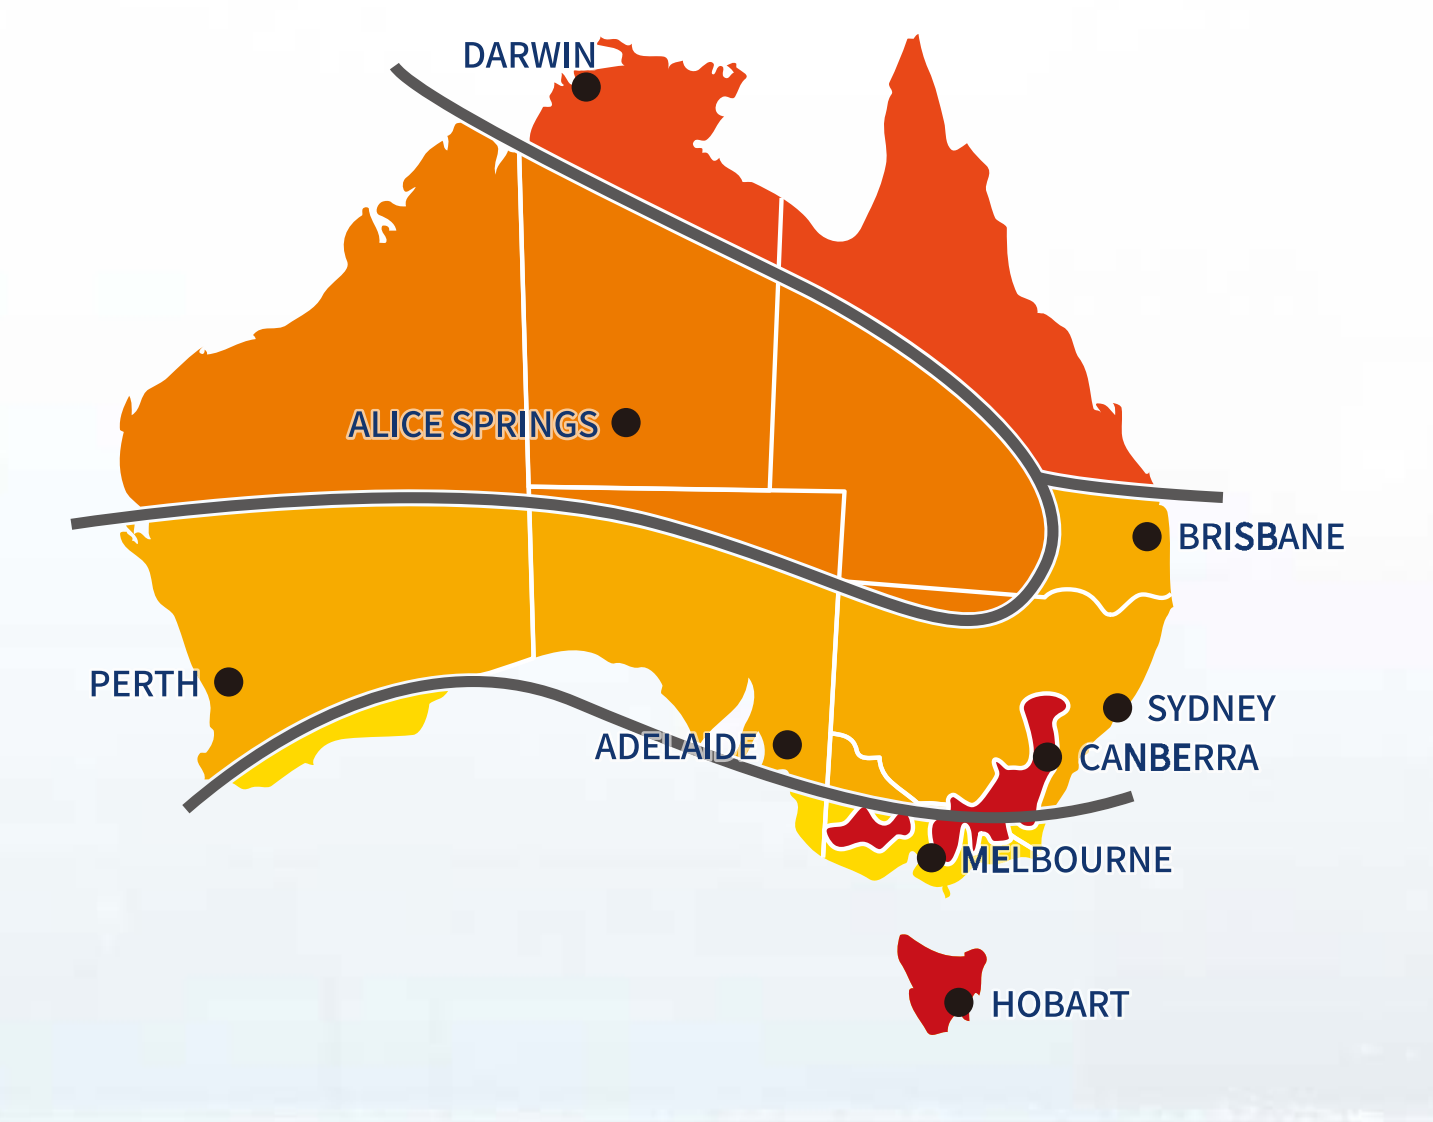 DARWIN
ALICE SPRINGS
BRISBANE
PERTH
SYDNEY
ADELAIDE
CANBERRA
MELBOURNE
HOBART